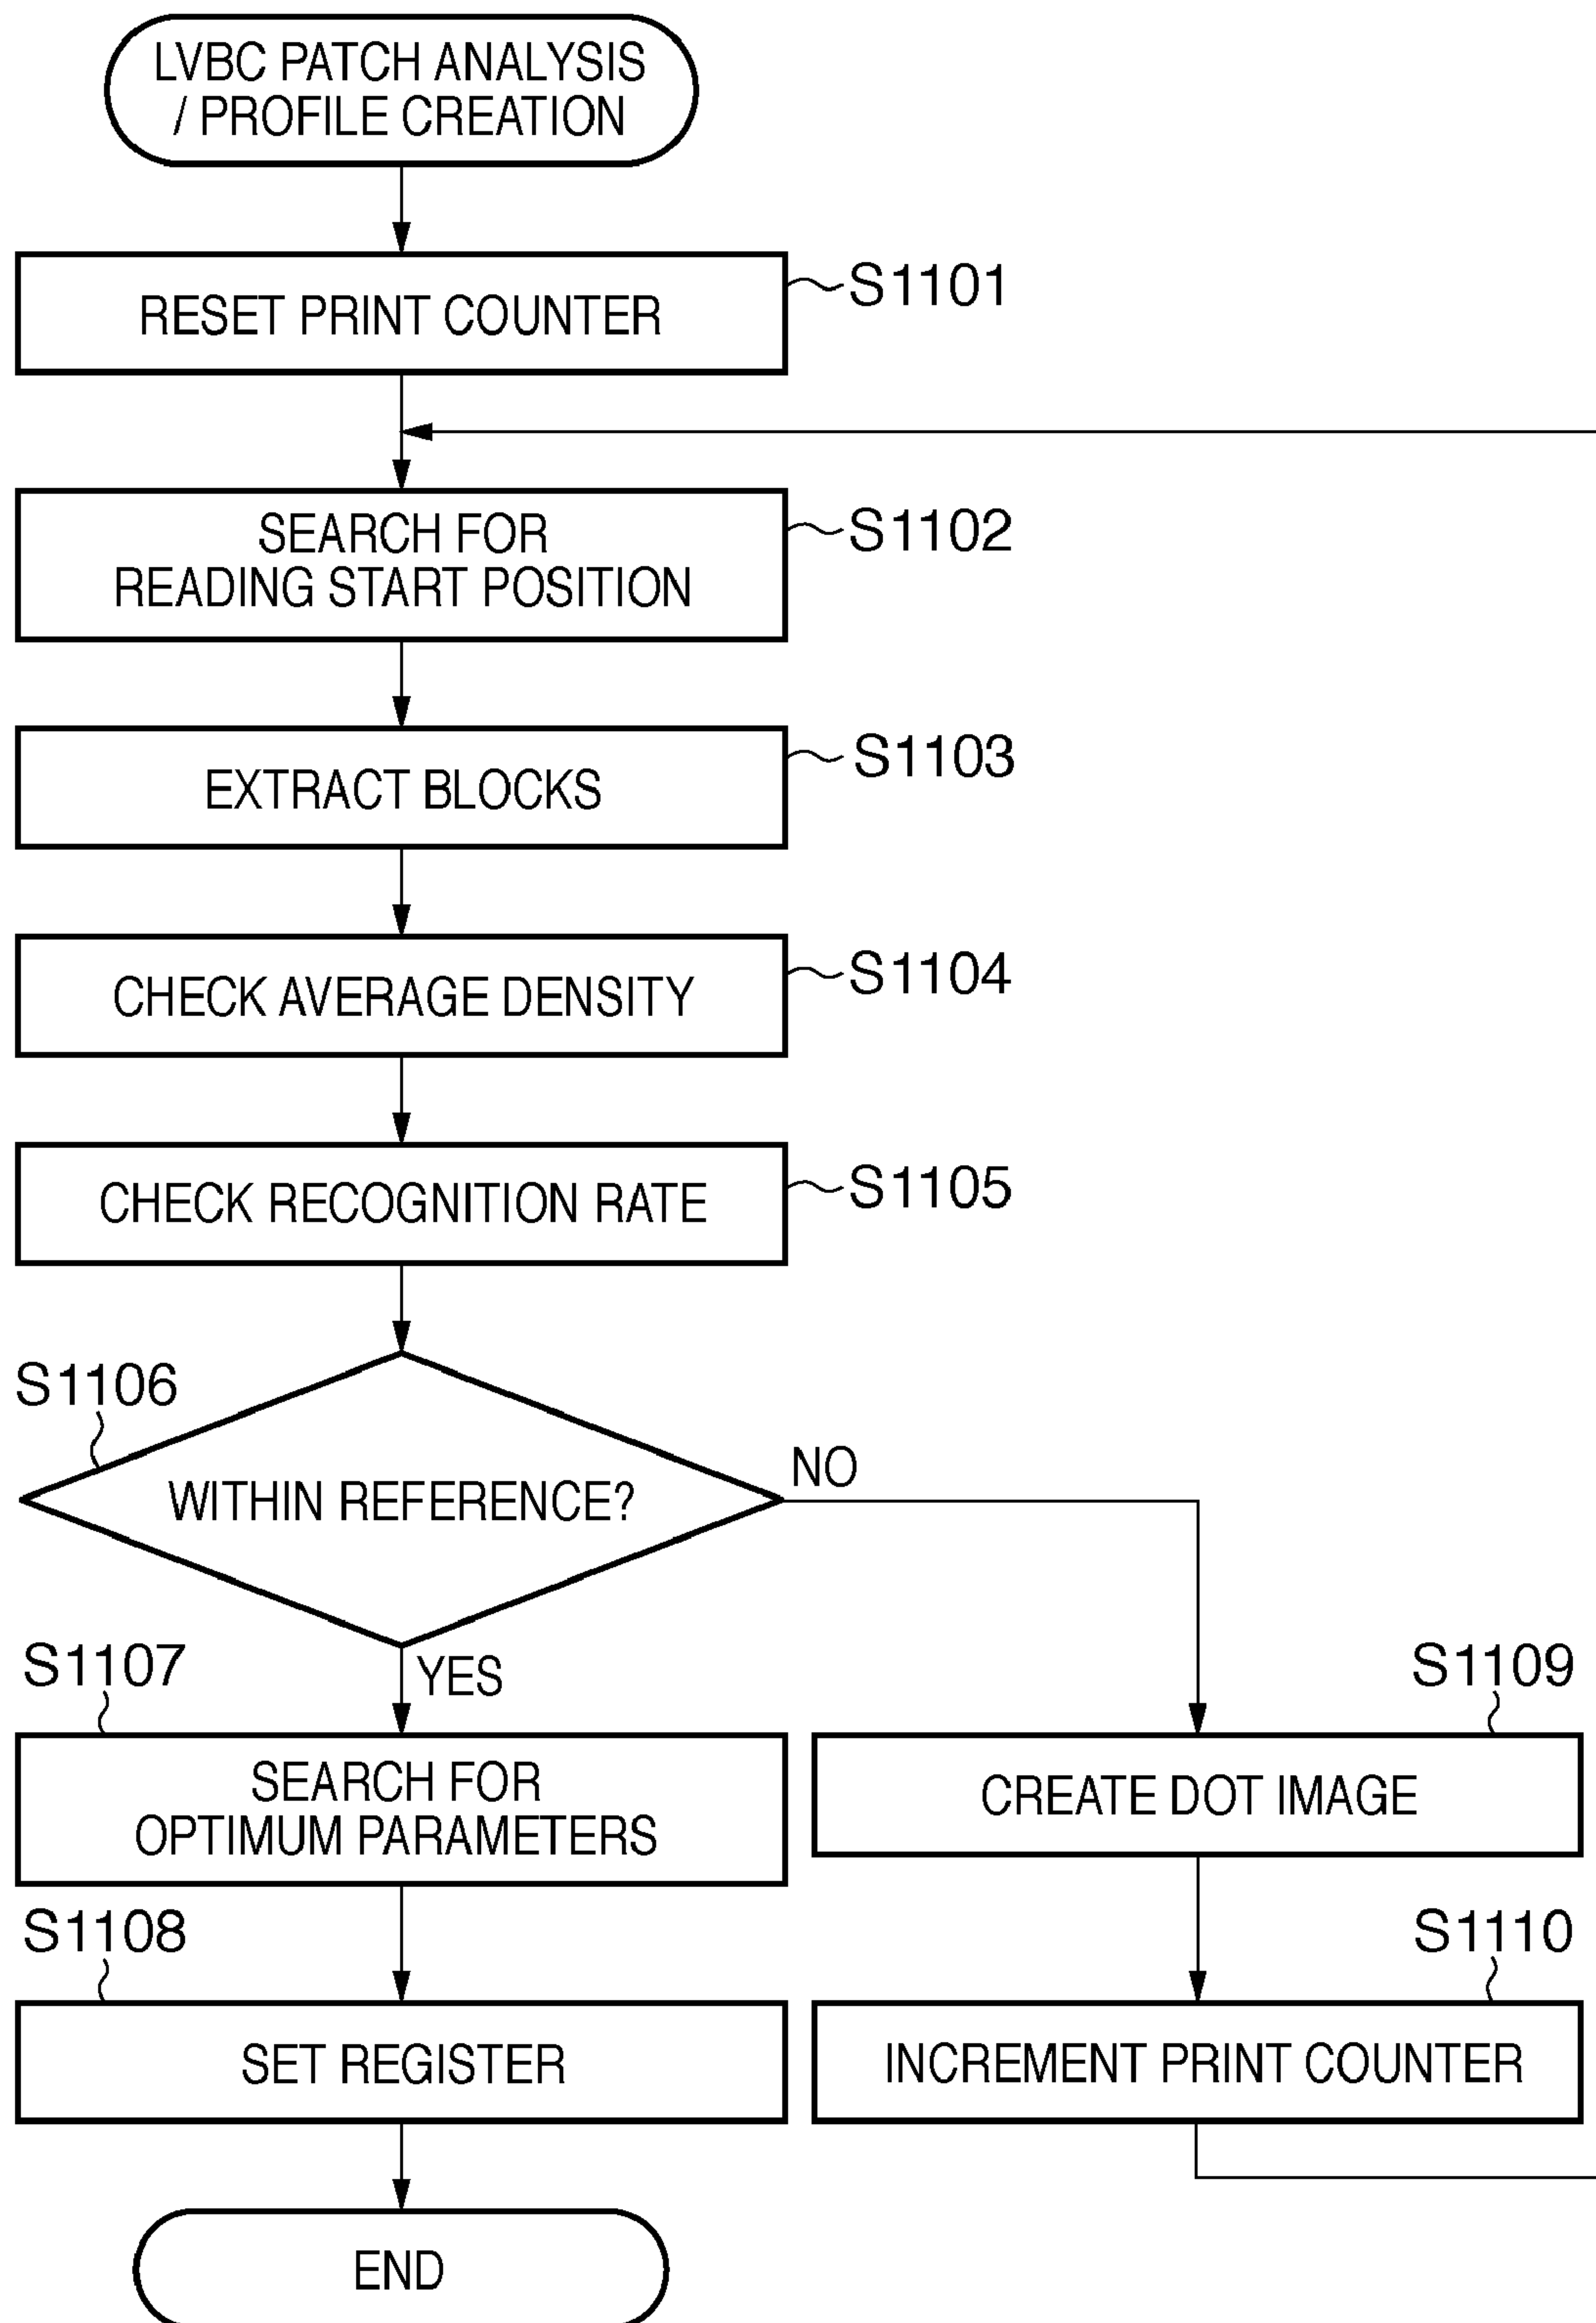 LVBC PATCH ANALYSIS
/ PROFILE CREATION
RESET PRINT COUNTER
S1101
SEARCH FOR
READING START POSITION
S1102
EXTRACT BLOCKS
S1103
CHECK AVERAGE DENSITY
S1104
CHECK RECOGNITION RATE
S1105
S1106
WITHIN REFERENCE?
NO
YES
S1107
SEARCH FOR
OPTIMUM PARAMETERS
S1109
CREATE DOT IMAGE
S1108
SET REGISTER
S1110
INCREMENT PRINT COUNTER
END